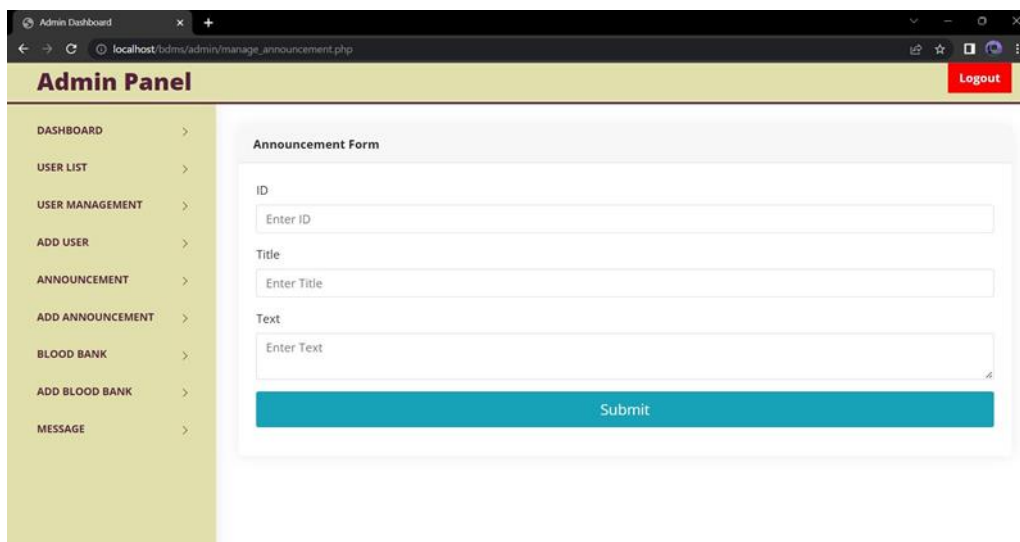 Admin Dashboard
localhost/bdms/admin/manage_announcement.php
Admin Panel
Logout
DASHBOARD
USER LIST
USER MANAGEMENT
ADD USER
ANNOUNCEMENT
ADD ANNOUNCEMENT
BLOOD BANK
ADD BLOOD BANK
MESSAGE
Announcement Form
ID
Enter ID
Title
Enter Title
Text
Enter Text
Submit